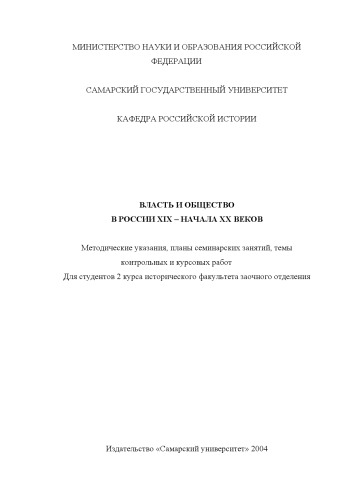 МИНИСТЕРСТВО НАУКИ И ОБРАЗОВАНИЯ РОССИЙСКОЙ
ФЕДЕРАЦИИ
САМАРСКИЙ ГОСУДАРСТВЕННЫЙ УНИВЕРСИТЕТ
КАФЕДРА РОССИЙСКОЙ ИСТОРИИ
ВЛАСТЬ И ОБЩЕСТВО
В РОССИИ XIX – НАЧАЛА XX ВЕКОВ
Методические указания, планы семинарских занятий, темы
контрольных и курсовых работ
Для студентов 2 курса исторического факультета заочного отделения
Издательство «Самарский университет» 2004